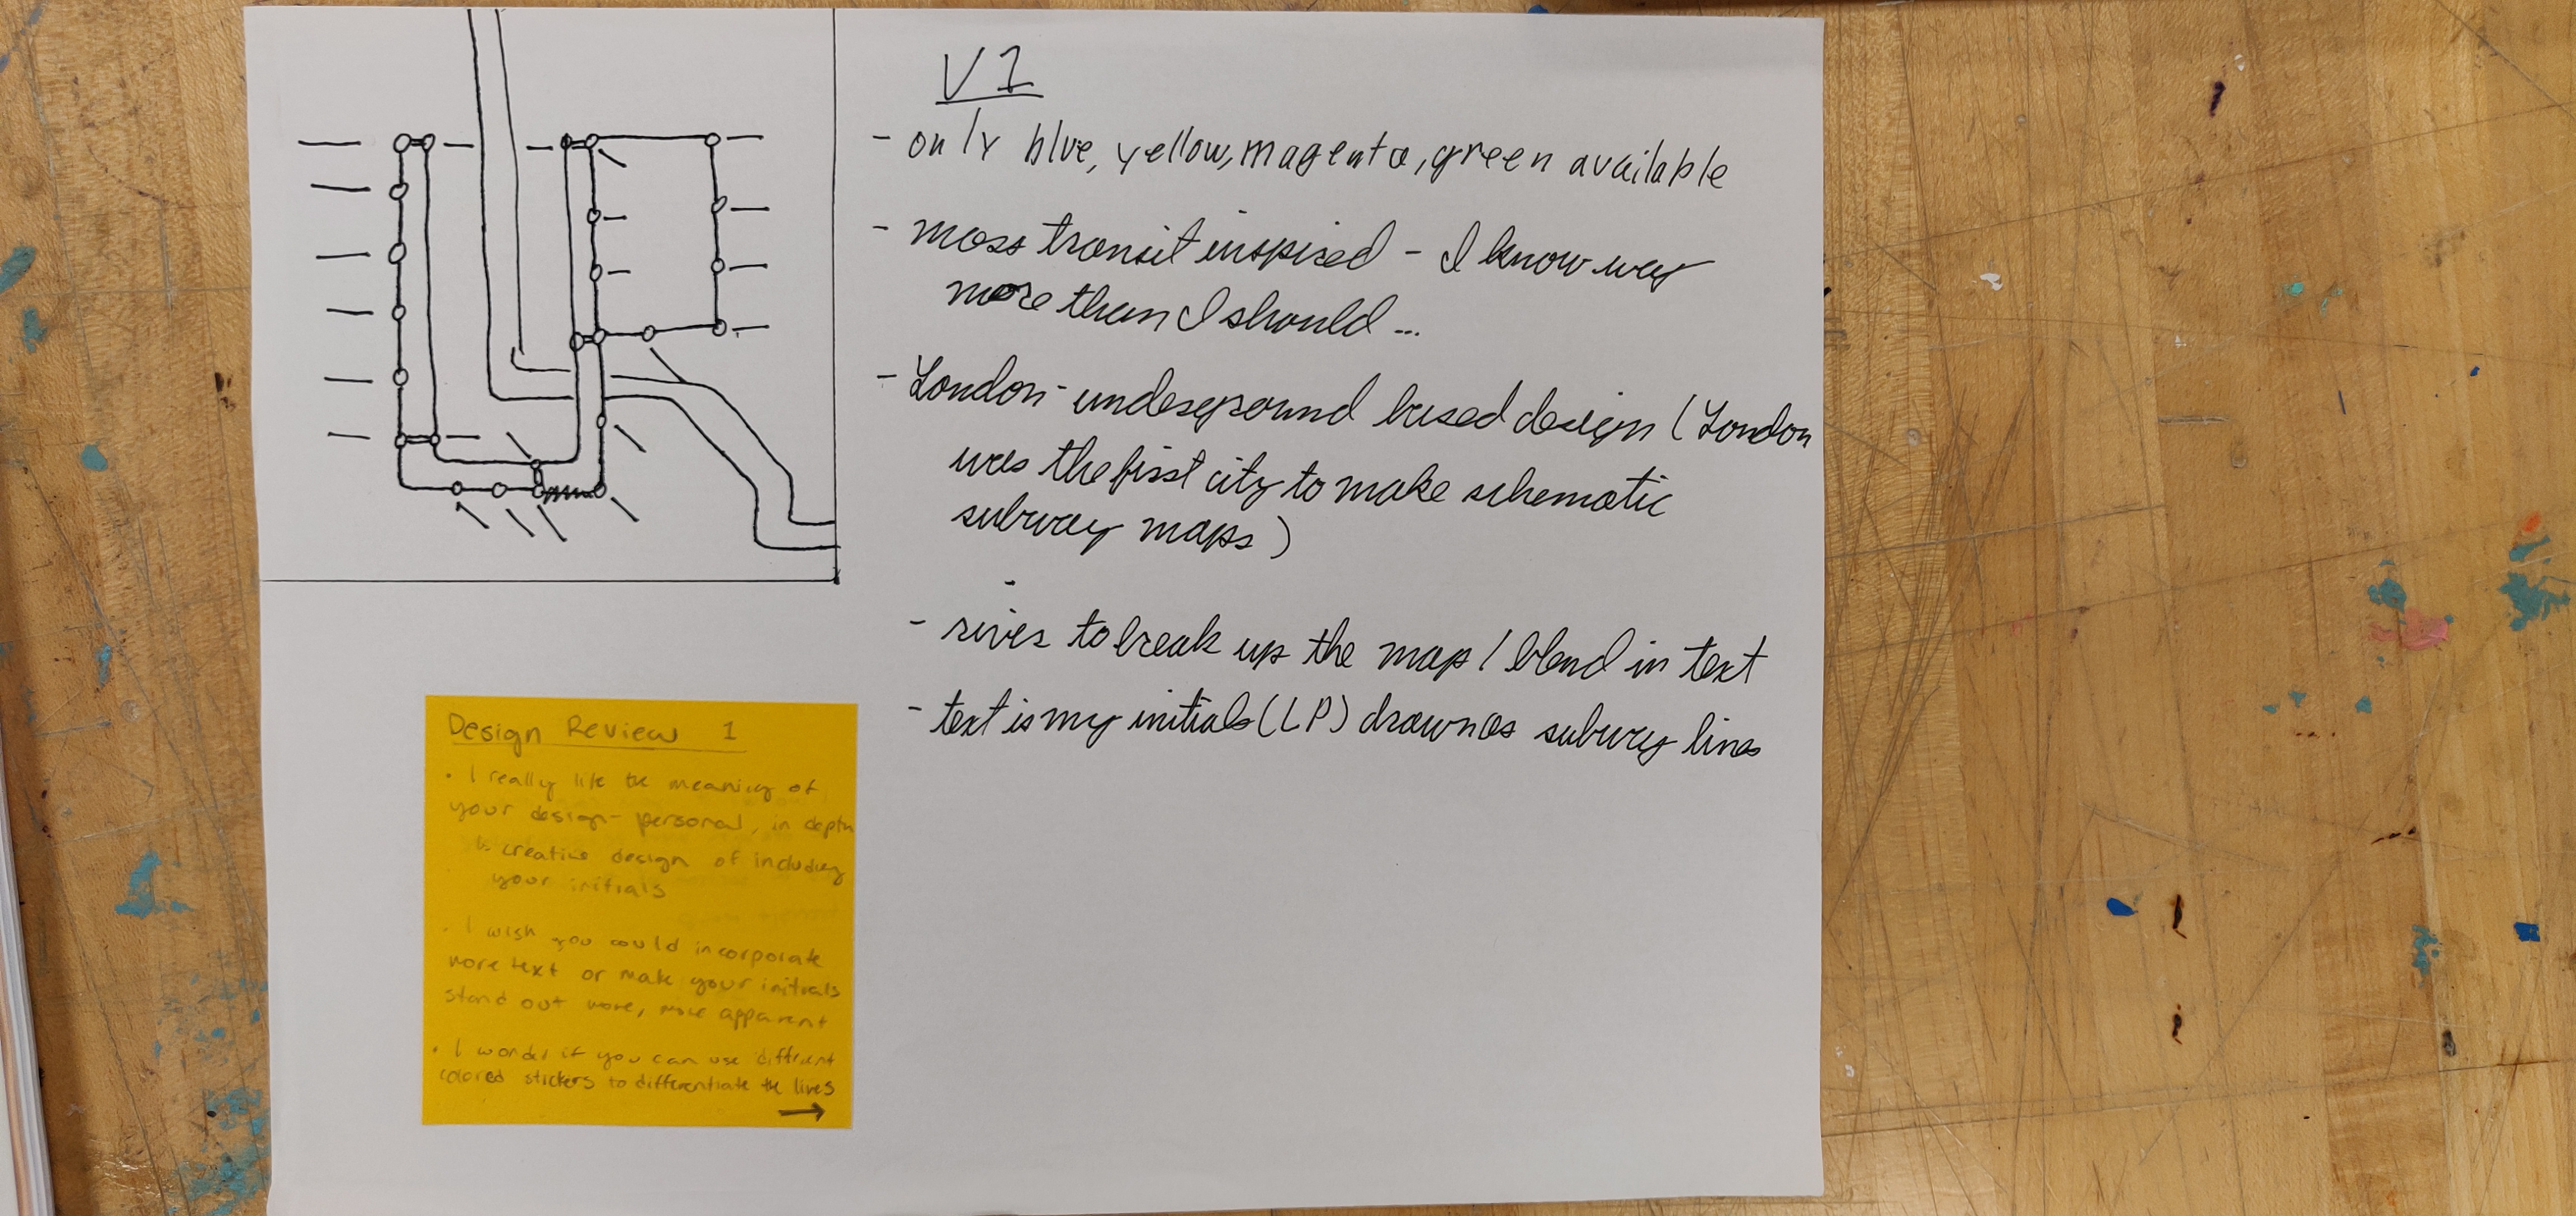 V1
- only blue, yellow, magenta, green available
- mass transit inspired - I know way
more than I should ...
- London underground based design (London
was the first city to make schematic
subway maps)
- river to break up the map / blend in text
- text is my initials (LP) drawn as subway lines
Design Review 1
· I really like the meaning of
your design - personal, in depth
& creative design of including
your initials
· I wish you could incorporate
more text or make your initials
stand out more, more apparent
· I wonder if you can use different
colored stickers to differentiate the lines
→